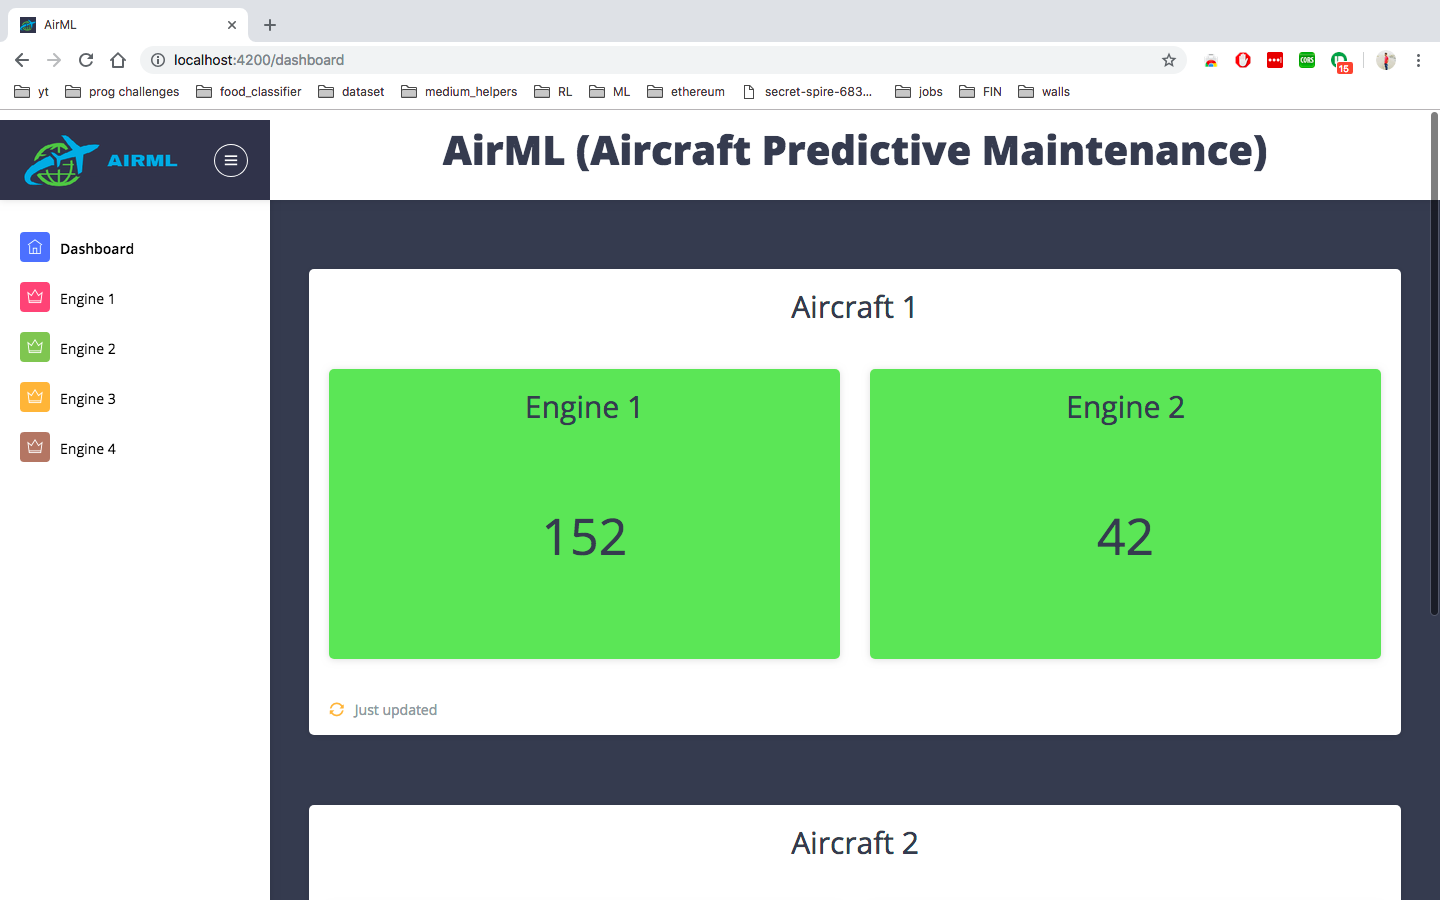 AirML
localhost:4200/dashboard
CORS
15
yt
prog challenges
food_classifier
dataset
medium_helpers
RL
ML
ethereum
secret-spire-683...
jobs
FIN
walls
AIRML
AirML (Aircraft Predictive Maintenance)
Dashboard
Engine 1
Engine 2
Engine 3
Engine 4
Aircraft 1
Engine 1
152
Engine 2
42
Just updated
Aircraft 2